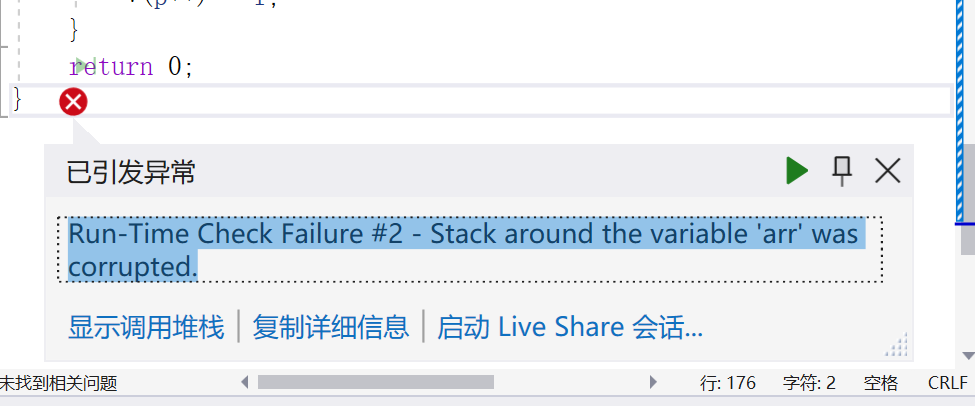 }
return 0;
}
已引发异常
Run-Time Check Failure #2 - Stack around the variable 'arr' was
corrupted.
显示调用堆栈 | 复制详细信息 | 启动 Live Share 会话...
未找到相关问题 行: 176 字符: 2 空格 CRLF